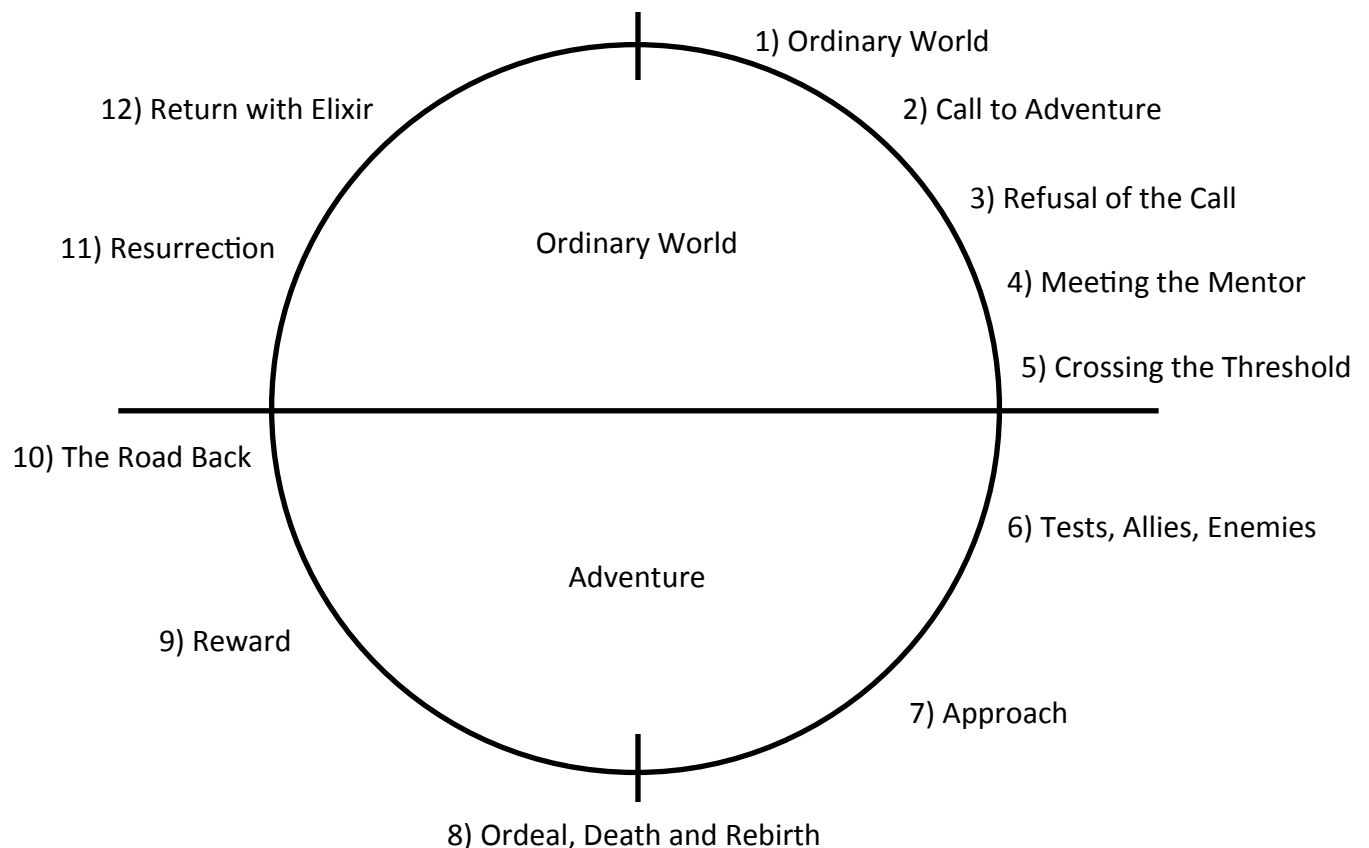 1) Ordinary World
2) Call to Adventure
3) Refusal of the Call
4) Meeting the Mentor
5) Crossing the Threshold
6) Tests, Allies, Enemies
7) Approach
8) Ordeal, Death and Rebirth
9) Reward
10) The Road Back
11) Resurrection
12) Return with Elixir
Ordinary World
Adventure